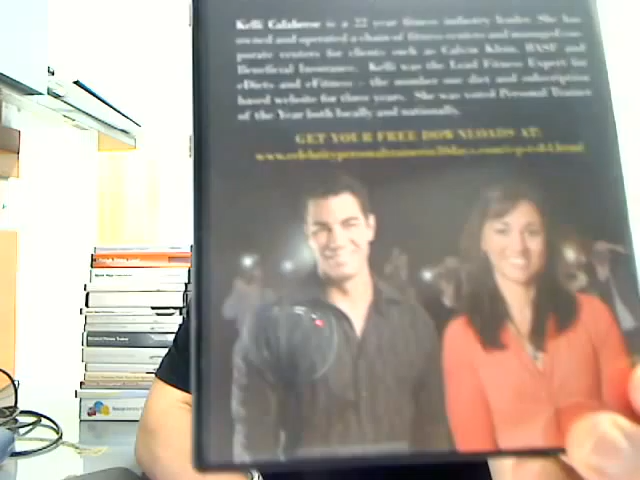 Kelli Calabrese is a 22 year fitness industry leader. She has
owned and operated a chain of fitness centers and managed cor-
porate centers for clients such as Calvin Klein, BASF and
Beneficial Insurance. Kelli was the Lead Fitness Expert for
eDiets and eFitness - the number one diet and subscription
based website for three years. She was voted Personal Trainer
of the Year both locally and nationally.
GET YOUR FREE DOWNLOADS AT: